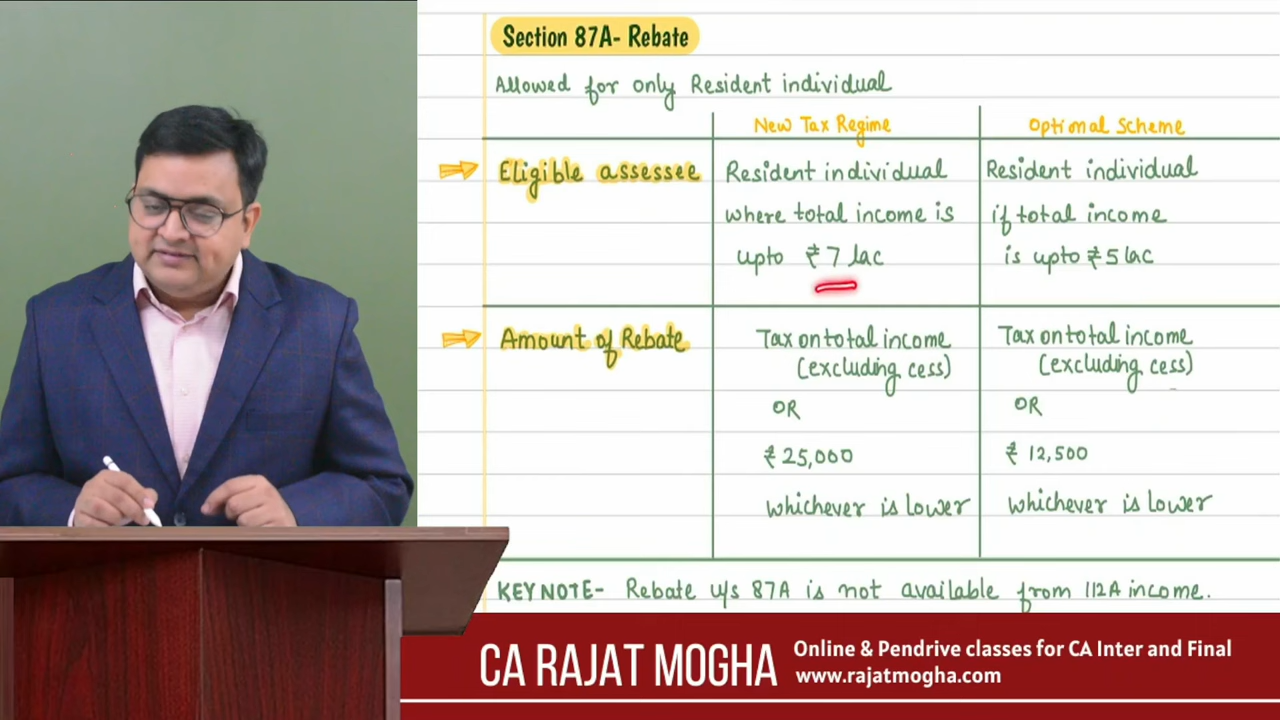 Section 87A- Rebate
Allowed for only Resident individual
New Tax Regime
Optional Scheme
Eligible assessee
Resident individual
where total income is
upto ₹ 7 lac
Resident individual
if total income
is upto ₹5 lac
Amount of Rebate
Tax on total income
(excluding cess)
OR
₹ 25,000
whichever is lower
Tax on total income
(excluding cess)
OR
₹ 12,500
whichever is lower
KEY NOTE- Rebate u/s 87A is not available from 112A income.
CA RAJAT MOGHA
Online & Pendrive classes for CA Inter and Final
www.rajatmogha.com